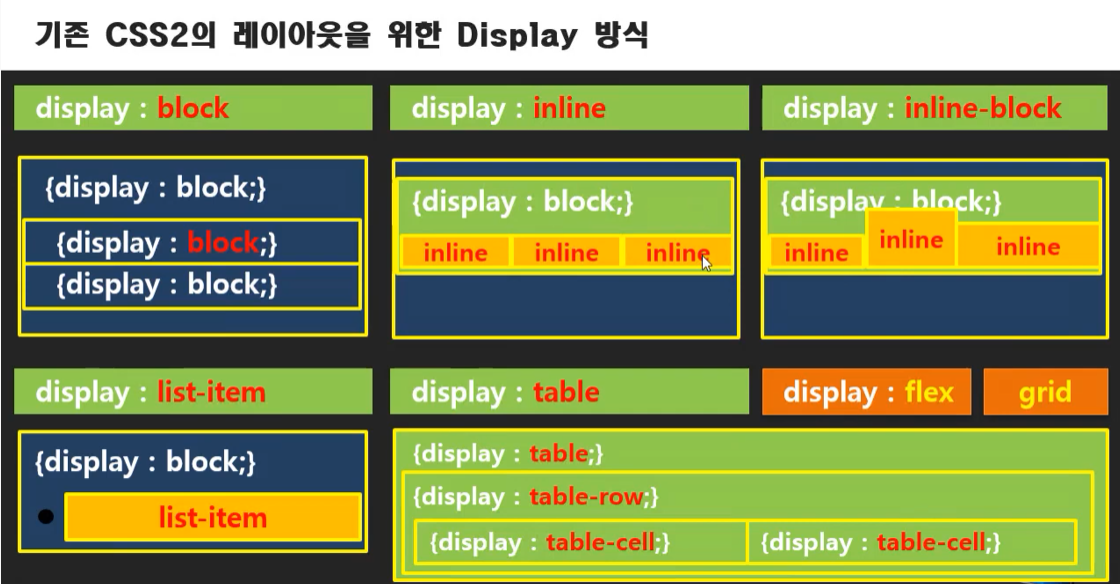 기존 CSS2의 레이아웃을 위한 Display 방식
display : block
{display : block;}
{display : block;}
{display : block;}
display : inline
{display : block;}
inline inline inline
display : inline-block
{display : block;}
inline inline inline
display : list-item
{display : block;}
list-item
display : table
display : flex
grid
{display : table;}
{display : table-row;}
{display : table-cell;} {display : table-cell;}